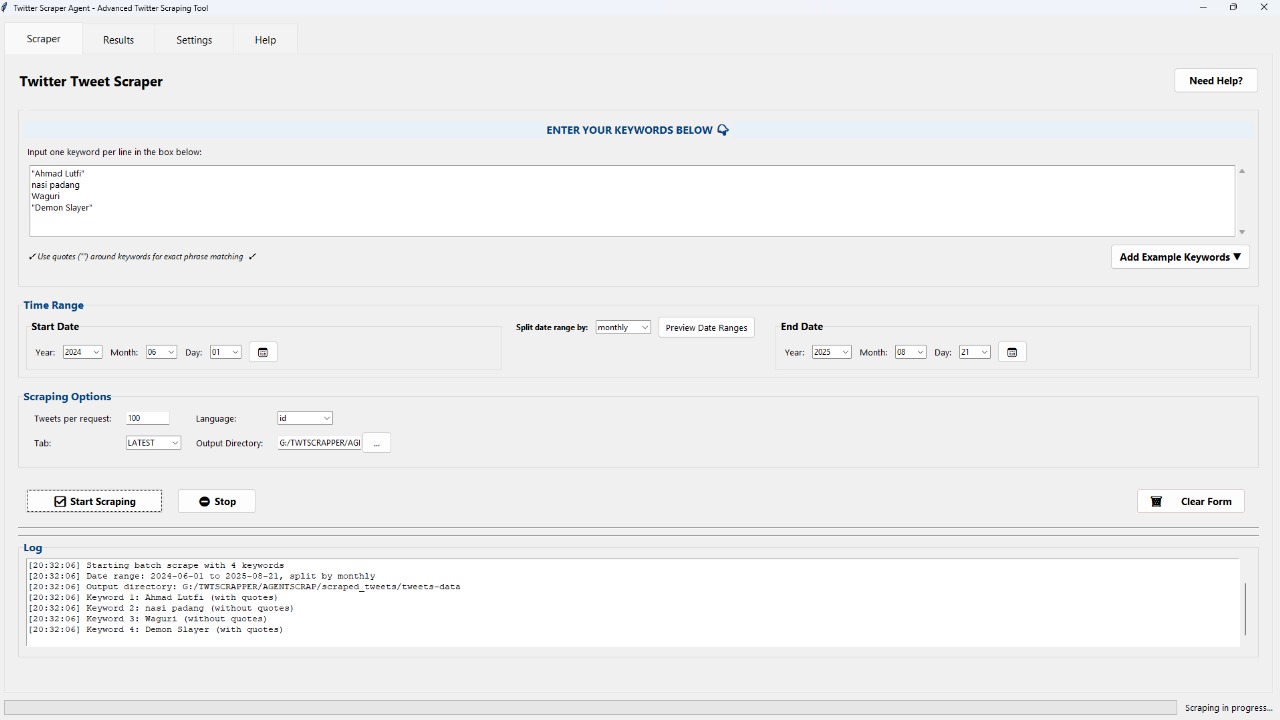 Twitter Scraper Agent - Advanced Twitter Scraping Tool
Scraper Results Settings Help
Twitter Tweet Scraper
Need Help?
ENTER YOUR KEYWORDS BELOW
Input one keyword per line in the box below:
"Ahmad Lutfi"
nasi padang
Waguri
"Demon Slayer"
✓ Use quotes ("") around keywords for exact phrase matching ✓
Add Example Keywords ▼
Time Range
Start Date
Year: 2024 Month: 06 Day: 01
Split date range by: monthly Preview Date Ranges
End Date
Year: 2025 Month: 08 Day: 21
Scraping Options
Tweets per request: 100 Language: id
Tab: LATEST Output Directory: G:/TWTSCRAPPER/AGI ...
Start Scraping Stop Clear Form
Log
[20:32:06] Starting batch scrape with 4 keywords
[20:32:06] Date range: 2024-06-01 to 2025-08-21, split by monthly
[20:32:06] Output directory: G:/TWTSCRAPPER/AGENTSCRAP/scraped_tweets/tweets-data
[20:32:06] Keyword 1: Ahmad Lutfi (with quotes)
[20:32:06] Keyword 2: nasi padang (without quotes)
[20:32:06] Keyword 3: Waguri (without quotes)
[20:32:06] Keyword 4: Demon Slayer (with quotes)
Scraping in progress...